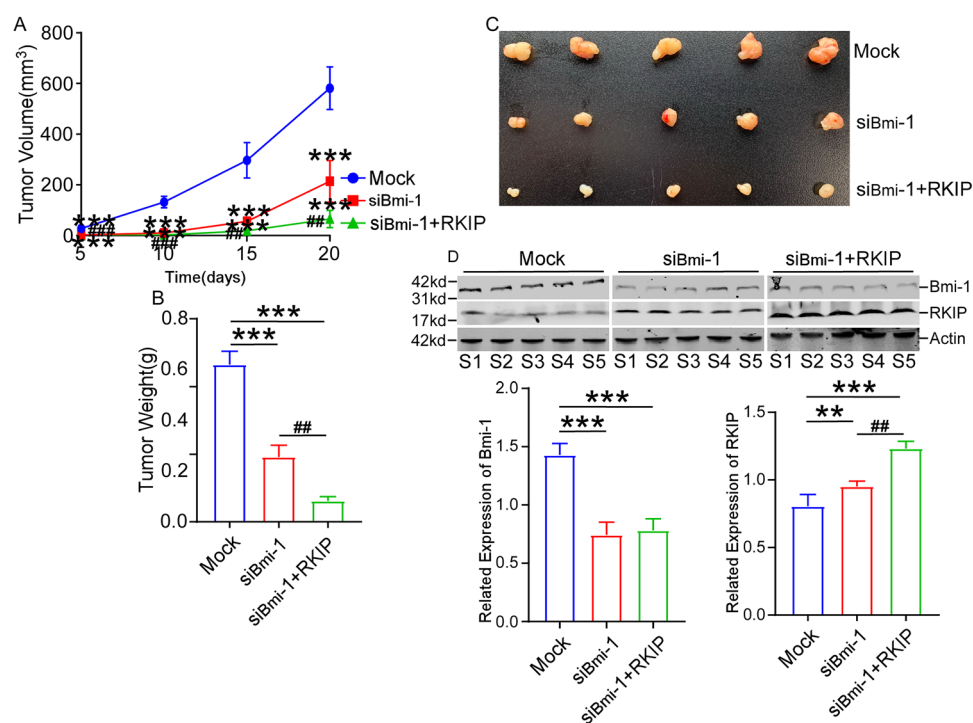 A
Tumor Volume(mm³)
800
600
400
200
0
***
***
***
***
***
***
***
***
###
###
##
##
5
10
15
20
Time(days)
Mock
siBmi-1
siBmi-1+RKIP
B
Tumor Weight(g)
0.8
0.6
0.4
0.2
0.0
***
***
##
Mock
siBmi-1
siBmi-1+RKIP
C
Mock
siBmi-1
siBmi-1+RKIP
D
Mock siBmi-1 siBmi-1+RKIP
42kd
31kd
Bmi-1
17kd
RKIP
42kd
Actin
S1 S2 S3 S4 S5 S1 S2 S3 S4 S5 S1 S2 S3 S4 S5
Related Expression of Bmi-1
2.0
1.5
1.0
0.5
0.0
***
***
Mock
siBmi-1
siBmi-1+RKIP
Related Expression of RKIP
1.5
1.0
0.5
0.0
***
**
##
Mock
siBmi-1
siBmi-1+RKIP